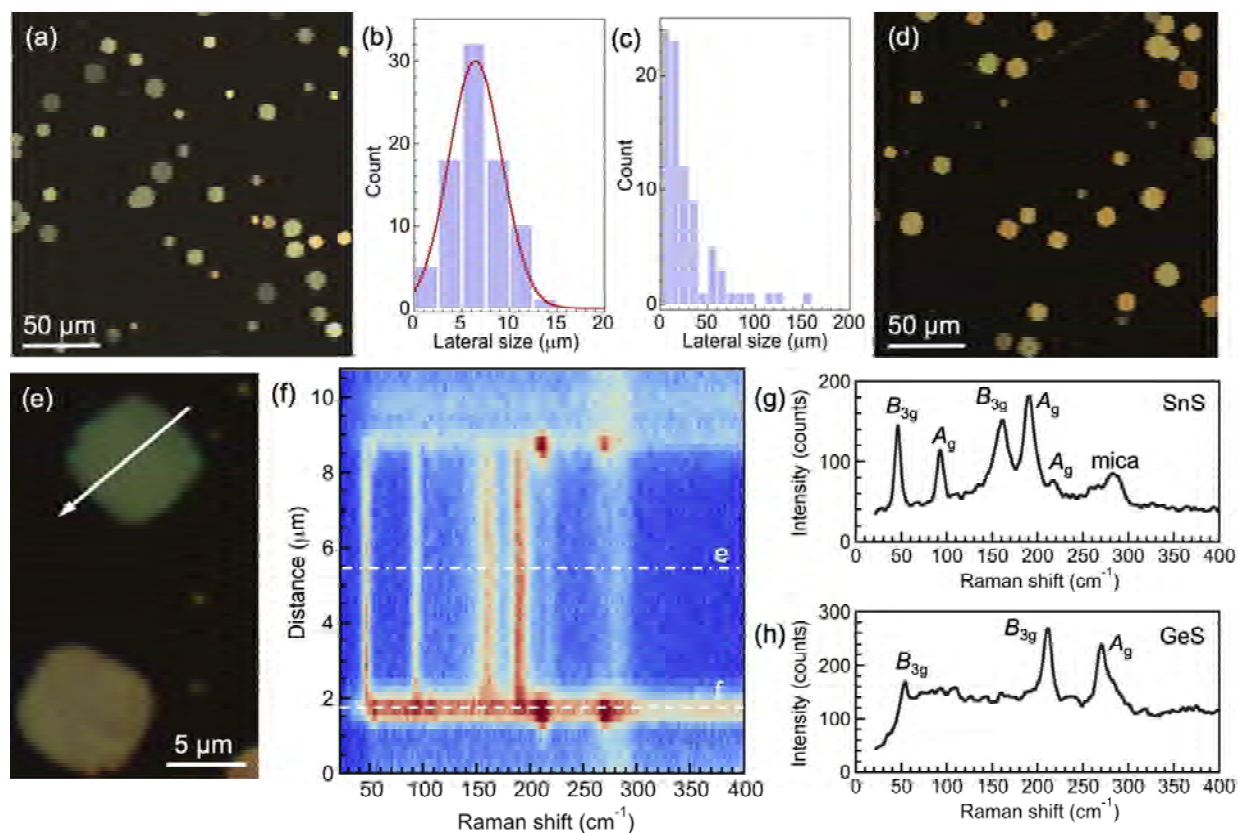 (a)
50 μm
(b)
30
20
10
0
Count
0 5 10 15 20
Lateral size (μm)
(c)
20
10
0
Count
0 50 100 150 200
Lateral size (μm)
(d)
50 μm
(e)
5 μm
(f)
10
8
6
4
2
0
Distance (μm)
e
f
100 150 200 250 300 350 400
Raman shift (cm-1)
(g)
SnS
200
100
0
Intensity (counts)
B3g
Ag
B3g
Ag
Ag
mica
0 50 100 150 200 250 300 350 400
Raman shift (cm-1)
(h)
GeS
300
200
100
0
Intensity (counts)
B3g
B3g
Ag
0 50 100 150 200 250 300 350 400
Raman shift (cm-1)